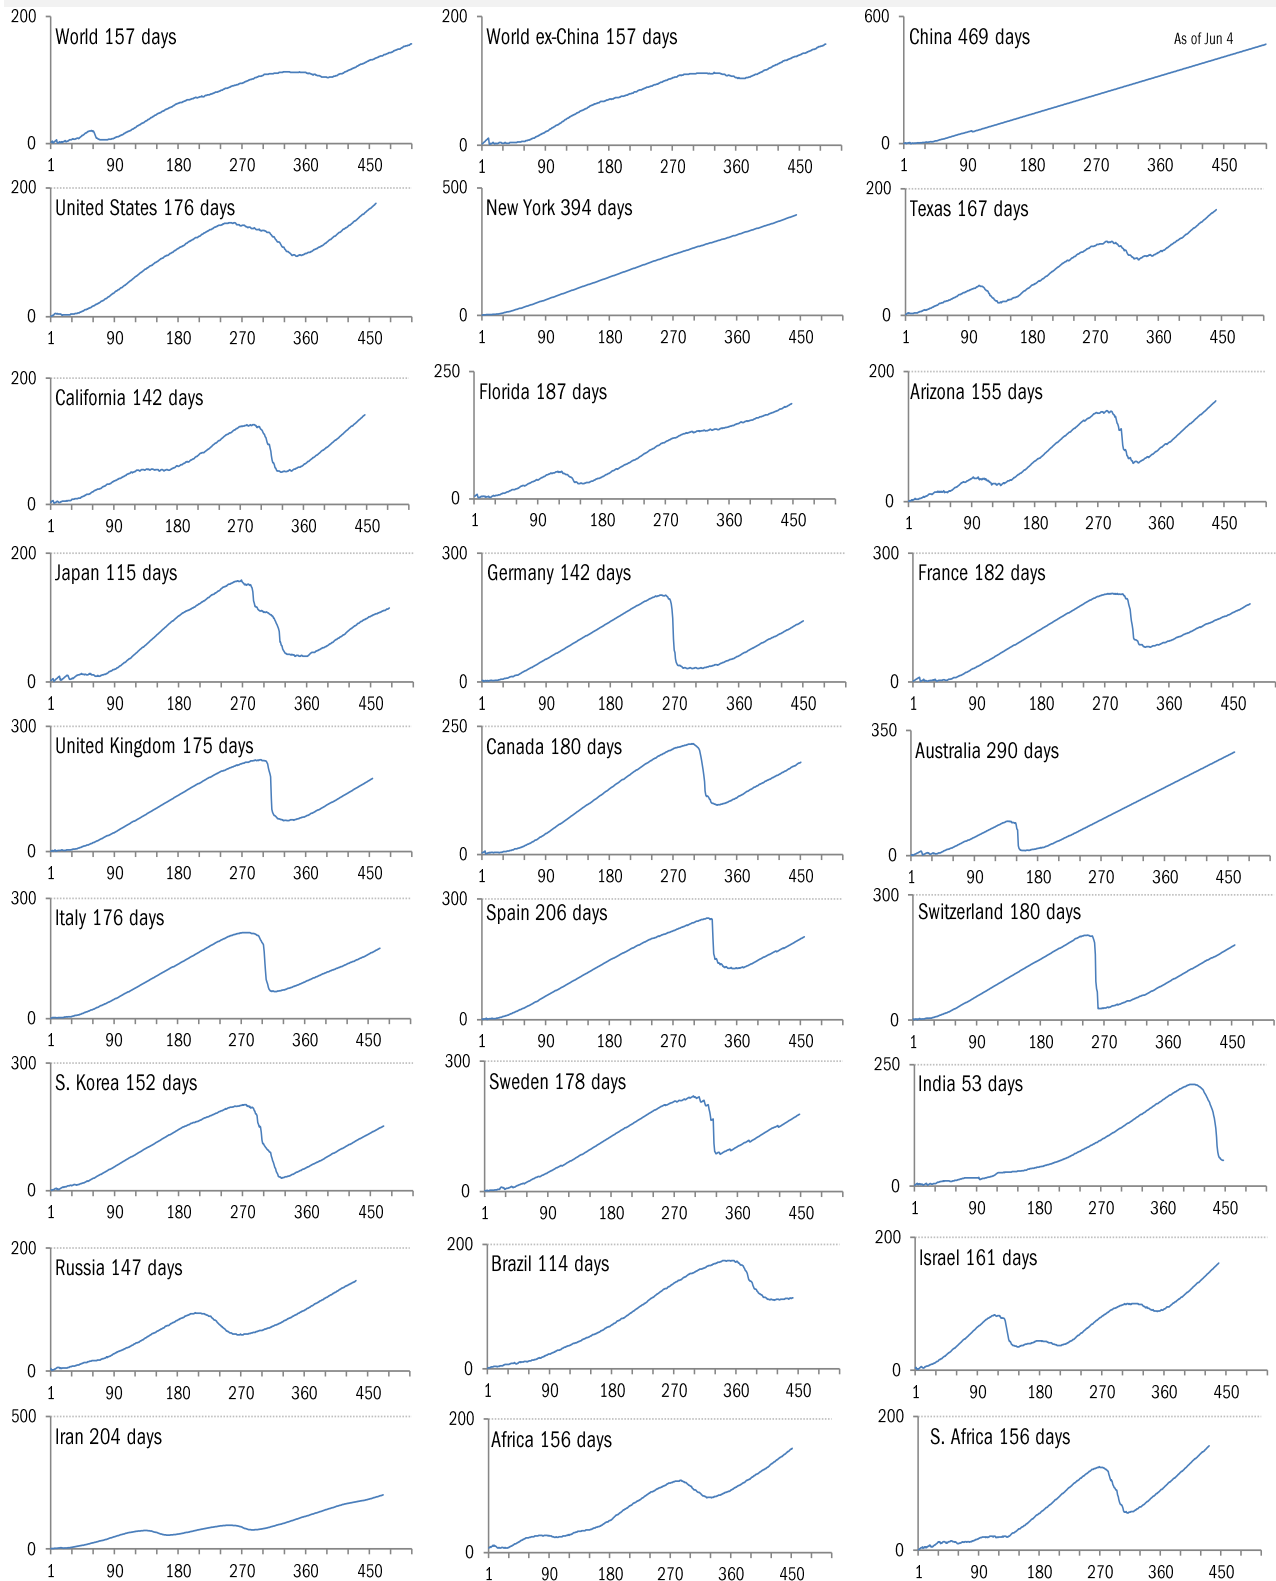 World 157 days
200
0
1 90 180 270 360 450
World ex-China 157 days
200
0
1 90 180 270 360 450
China 469 days
As of Jun 4
600
0
1 90 180 270 360 450
United States 176 days
200
0
1 90 180 270 360 450
New York 394 days
500
0
1 90 180 270 360 450
Texas 167 days
200
0
1 90 180 270 360 450
California 142 days
200
0
1 90 180 270 360 450
Florida 187 days
250
0
1 90 180 270 360 450
Arizona 155 days
200
0
1 90 180 270 360 450
Japan 115 days
200
0
1 90 180 270 360 450
Germany 142 days
300
0
1 90 180 270 360 450
France 182 days
300
0
1 90 180 270 360 450
United Kingdom 175 days
300
0
1 90 180 270 360 450
Canada 180 days
250
0
1 90 180 270 360 450
Australia 290 days
350
0
1 90 180 270 360 450
Italy 176 days
300
0
1 90 180 270 360 450
Spain 206 days
300
0
1 90 180 270 360 450
Switzerland 180 days
300
0
1 90 180 270 360 450
S. Korea 152 days
300
0
1 90 180 270 360 450
Sweden 178 days
300
0
1 90 180 270 360 450
India 53 days
250
0
1 90 180 270 360 450
Russia 147 days
200
0
1 90 180 270 360 450
Brazil 114 days
200
0
1 90 180 270 360 450
Israel 161 days
200
0
1 90 180 270 360 450
Iran 204 days
500
0
1 90 180 270 360 450
Africa 156 days
200
0
1 90 180 270 360 450
S. Africa 156 days
200
0
1 90 180 270 360 450